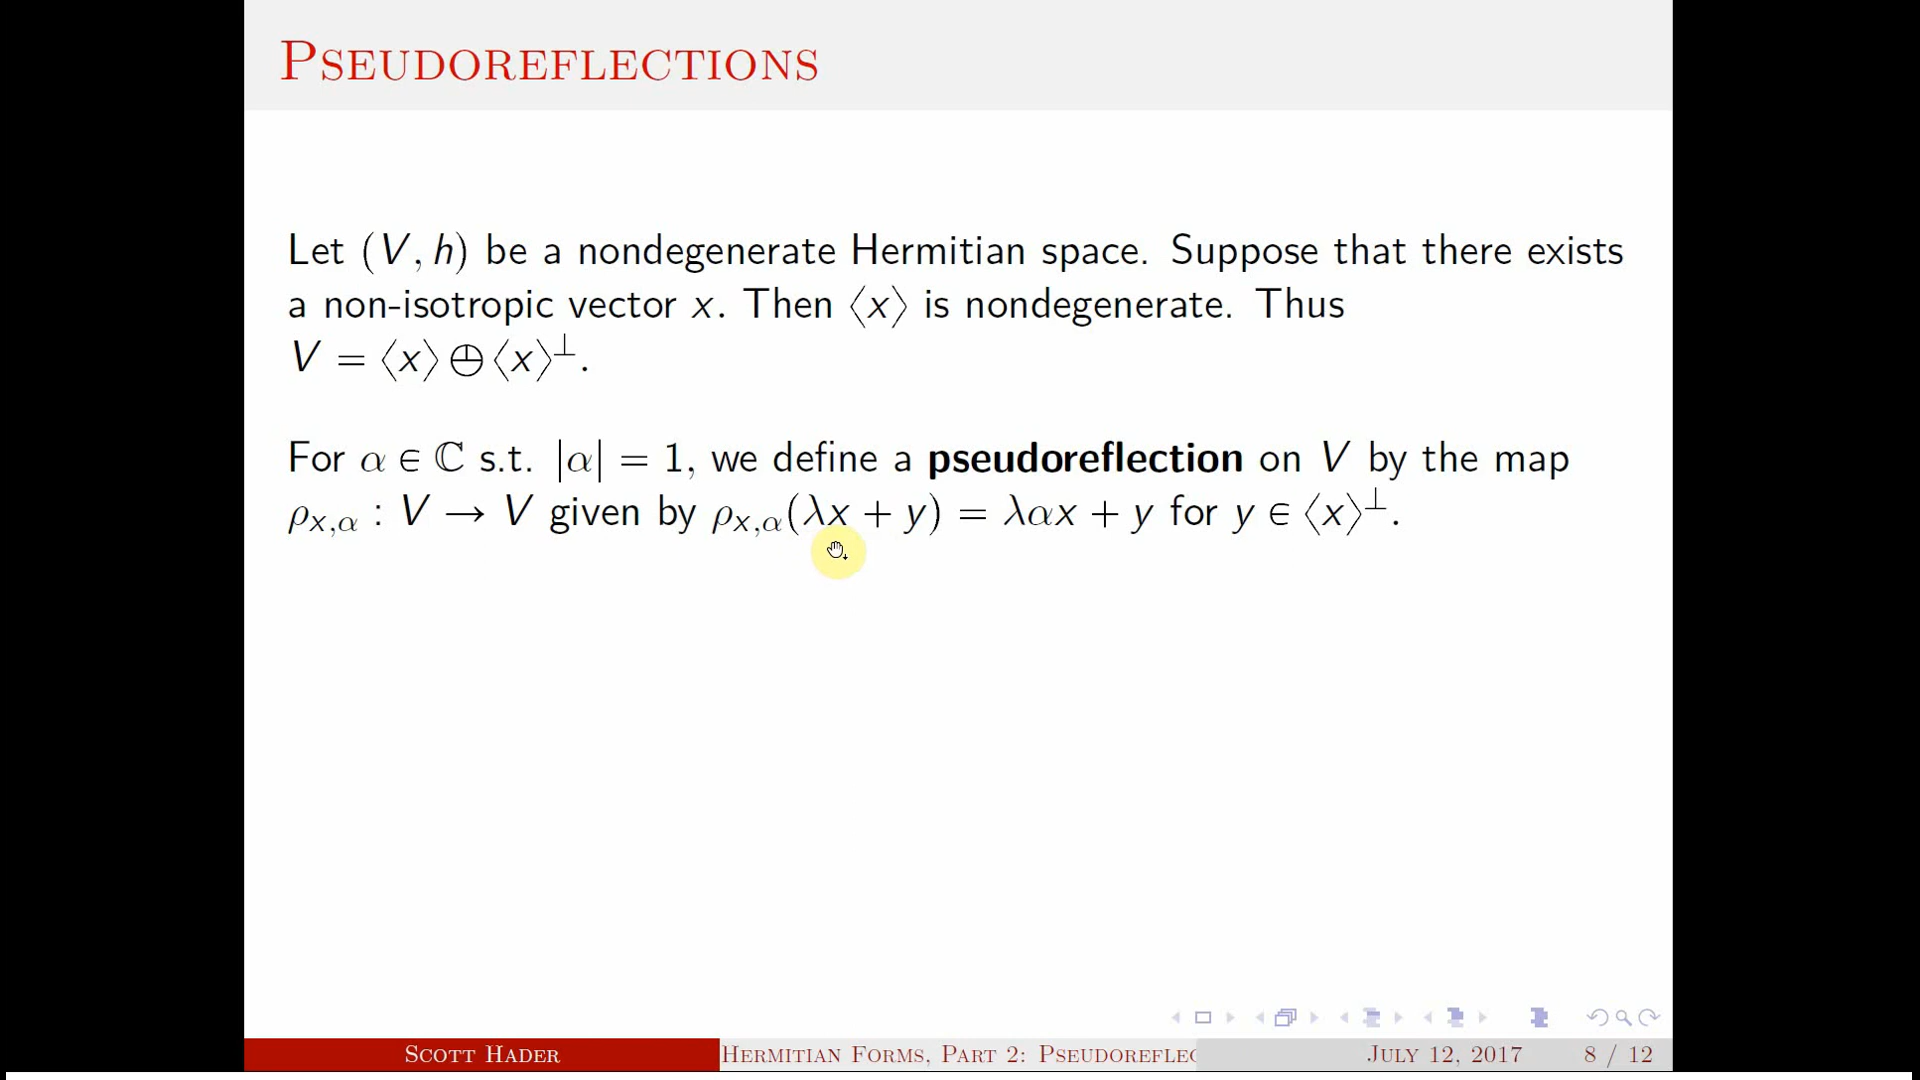 PSEUDOREFLECTIONS
Let (V, h) be a nondegenerate Hermitian space. Suppose that there exists
a non-isotropic vector x. Then ⟨x⟩ is nondegenerate. Thus
V = ⟨x⟩ ⊕ ⟨x⟩⊥.
For α ∈ ℂ s.t. |α| = 1, we define a pseudoreflection on V by the map
ρx,α : V → V given by ρx,α(λx + y) = λαx + y for y ∈ ⟨x⟩⊥.
SCOTT HADER HERMITIAN FORMS, PART 2: PSEUDOREFLEC JULY 12, 2017 8 / 12